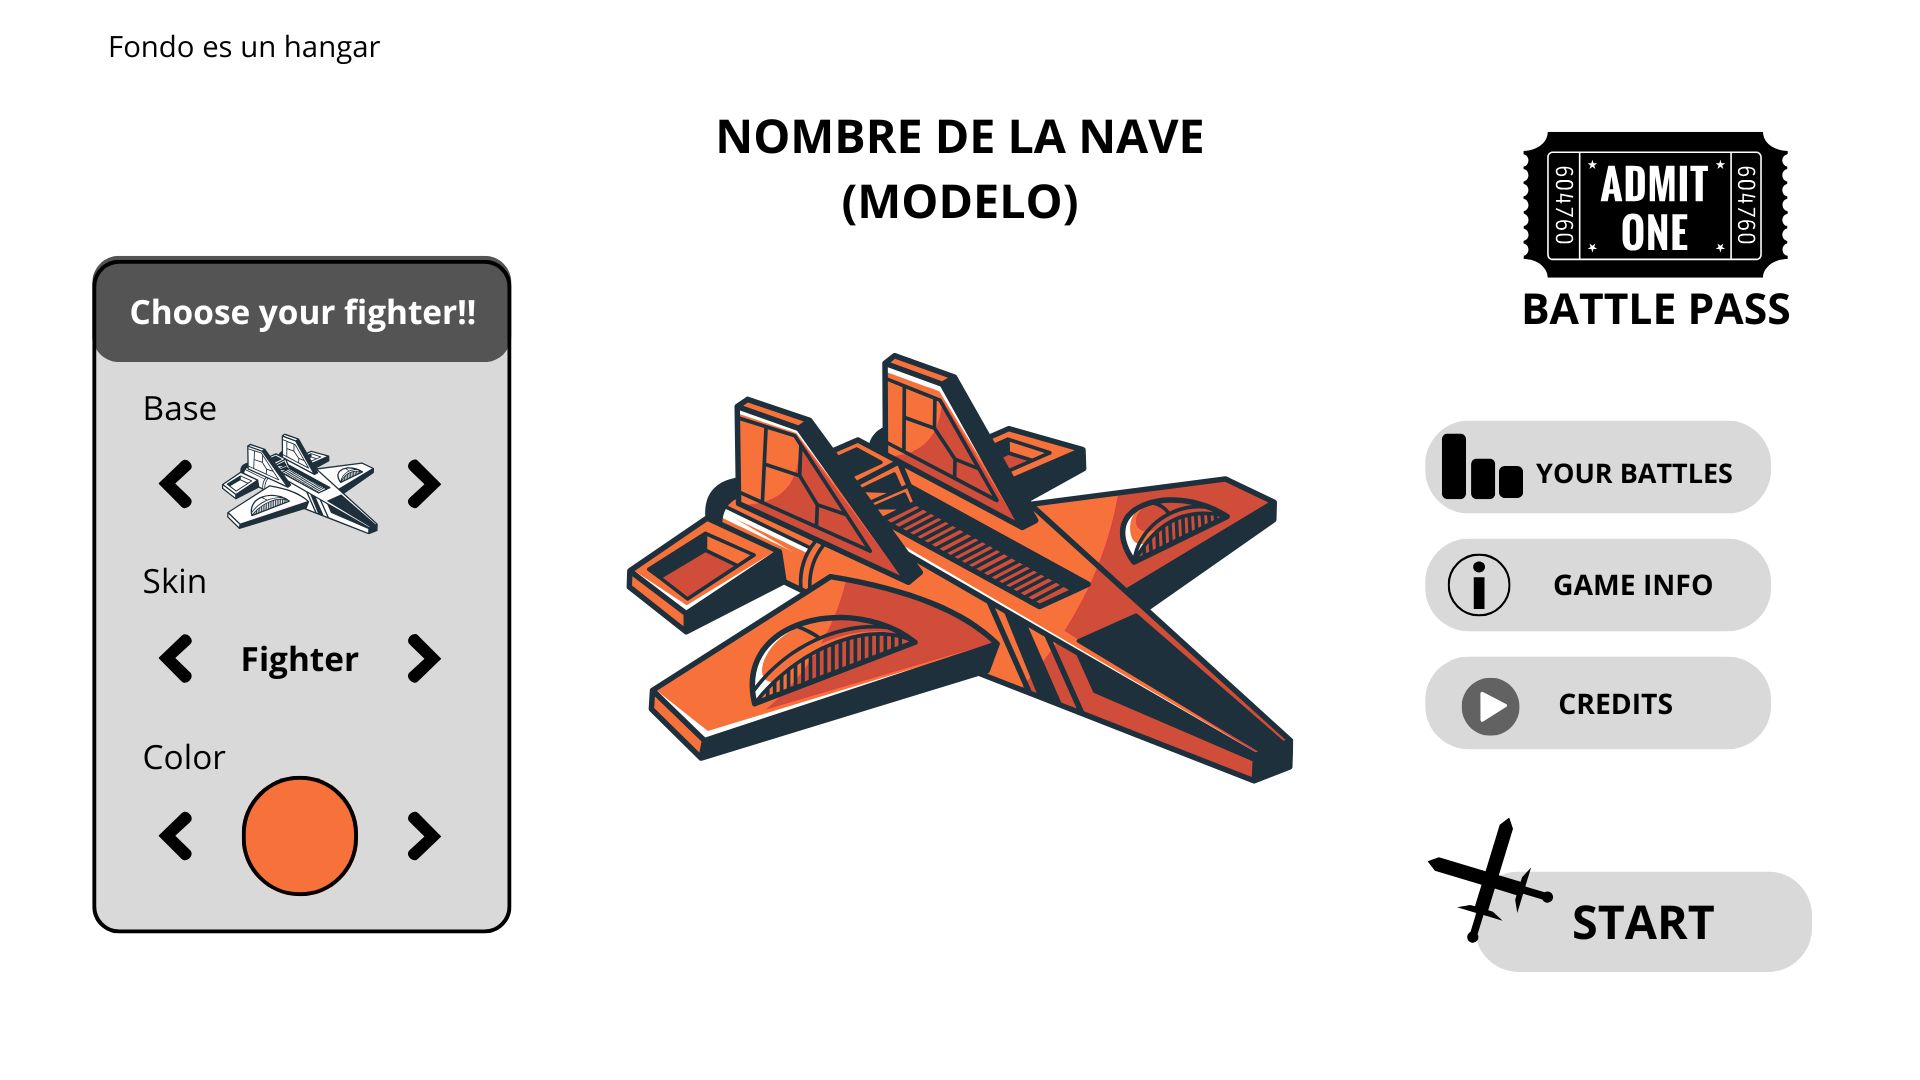 Fondo es un hangar
NOMBRE DE LA NAVE
(MODELO)
Choose your fighter!!
Base
Skin
Fighter
Color
604760
ADMIT
ONE
604760
BATTLE PASS
YOUR BATTLES
GAME INFO
CREDITS
START